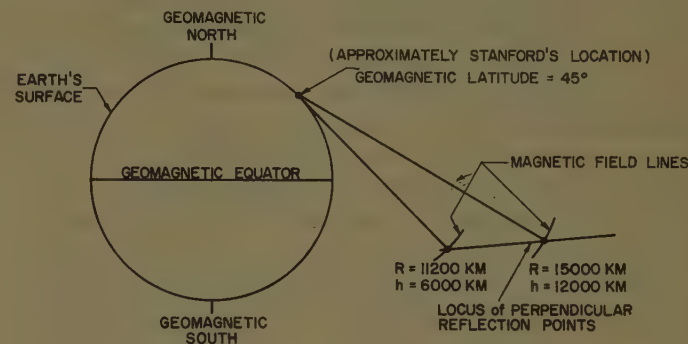 GEOMAGNETIC
NORTH
(APPROXIMATELY STANFORD'S LOCATION)
GEOMAGNETIC LATITUDE = 45°
EARTH'S
SURFACE
GEOMAGNETIC EQUATOR
MAGNETIC FIELD LINES
R = 11200 KM
h = 6000 KM
R = 15000 KM
h = 12000 KM
LOCUS of PERPENDICULAR
REFLECTION POINTS
GEOMAGNETIC
SOUTH